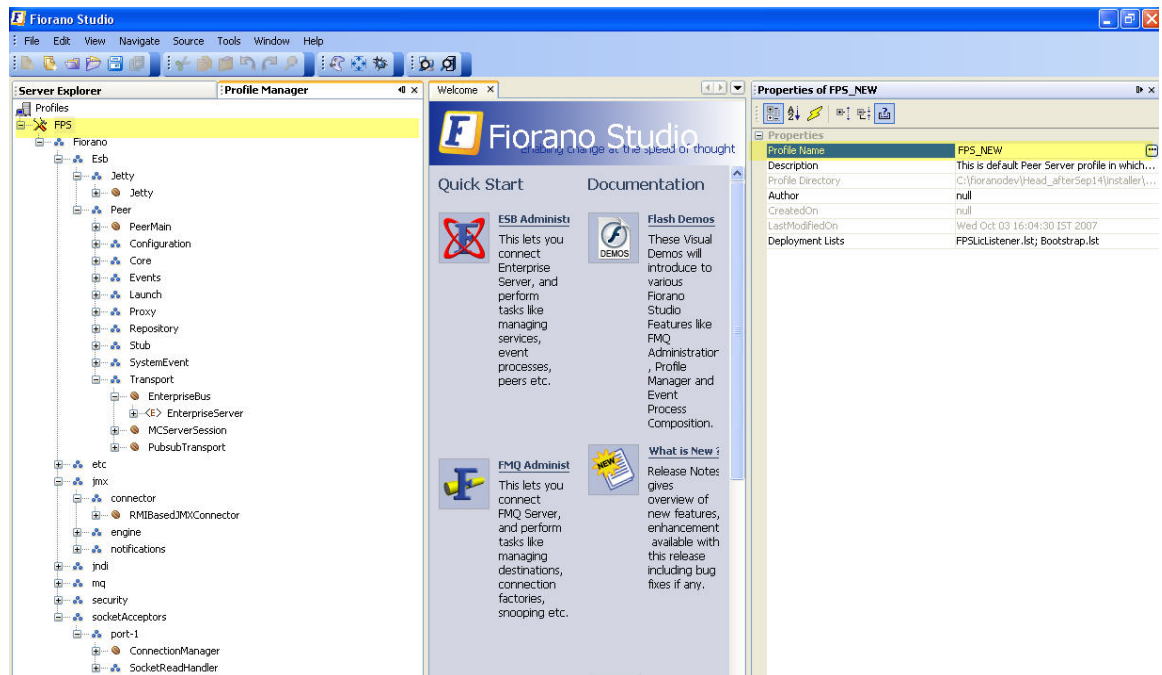 Fiorano Studio
File Edit View Navigate Source Tools Window Help
Server Explorer
Profile Manager
Profiles
FPS
Fiorano
Esb
Jetty
Jetty
Peer
PeerMain
Configuration
Core
Events
Launch
Proxy
Repository
Stub
SystemEvent
Transport
EnterpriseBus
<E> EnterpriseServer
MCServerSession
PubsubTransport
etc
jmx
connector
RMIBasedJMXConnector
engine
notifications
jndi
mq
security
socketAcceptors
port-1
ConnectionManager
SocketReadHandler
Welcome
Fiorano Studio
Enabling change at the speed of thought
Quick Start
ESB Administ
This lets you
connect
Enterprise
Server, and
perform
tasks like
managing
services,
event
processes,
peers etc.
FMQ Administ
This lets you
connect
FMQ Server,
and perform
tasks like
managing
destinations,
connection
factories,
snooping etc.
Documentation
DEMOS
Flash Demos
These Visual
Demos will
introduce to
various
Fiorano
Studio
Features like
FMQ
Administration
, Profile
Manager and
Event
Process
Composition.
NEW
What is New ?
Release Notes
gives
overview of
new features,
enhancement
available with
this release
including bug
fixes if any.
Properties of FPS_NEW
Properties
Profile Name FPS_NEW
Description This is default Peer Server profile in which...
Profile Directory C:\fioranodev\Head_afterSep14\installer\...
Author null
CreatedOn null
LastModifiedOn Wed Oct 03 16:04:30 IST 2007
Deployment Lists FPSLicListener.lst; Bootstrap.lst